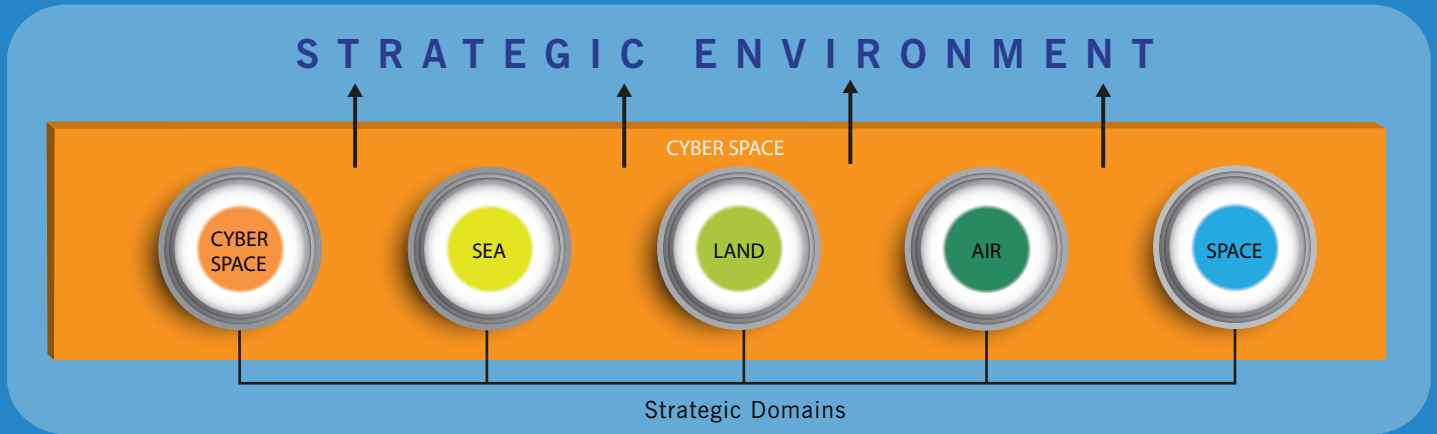 STRATEGIC ENVIRONMENT
CYBER SPACE
CYBER
SPACE
SEA
LAND
AIR
SPACE
Strategic Domains